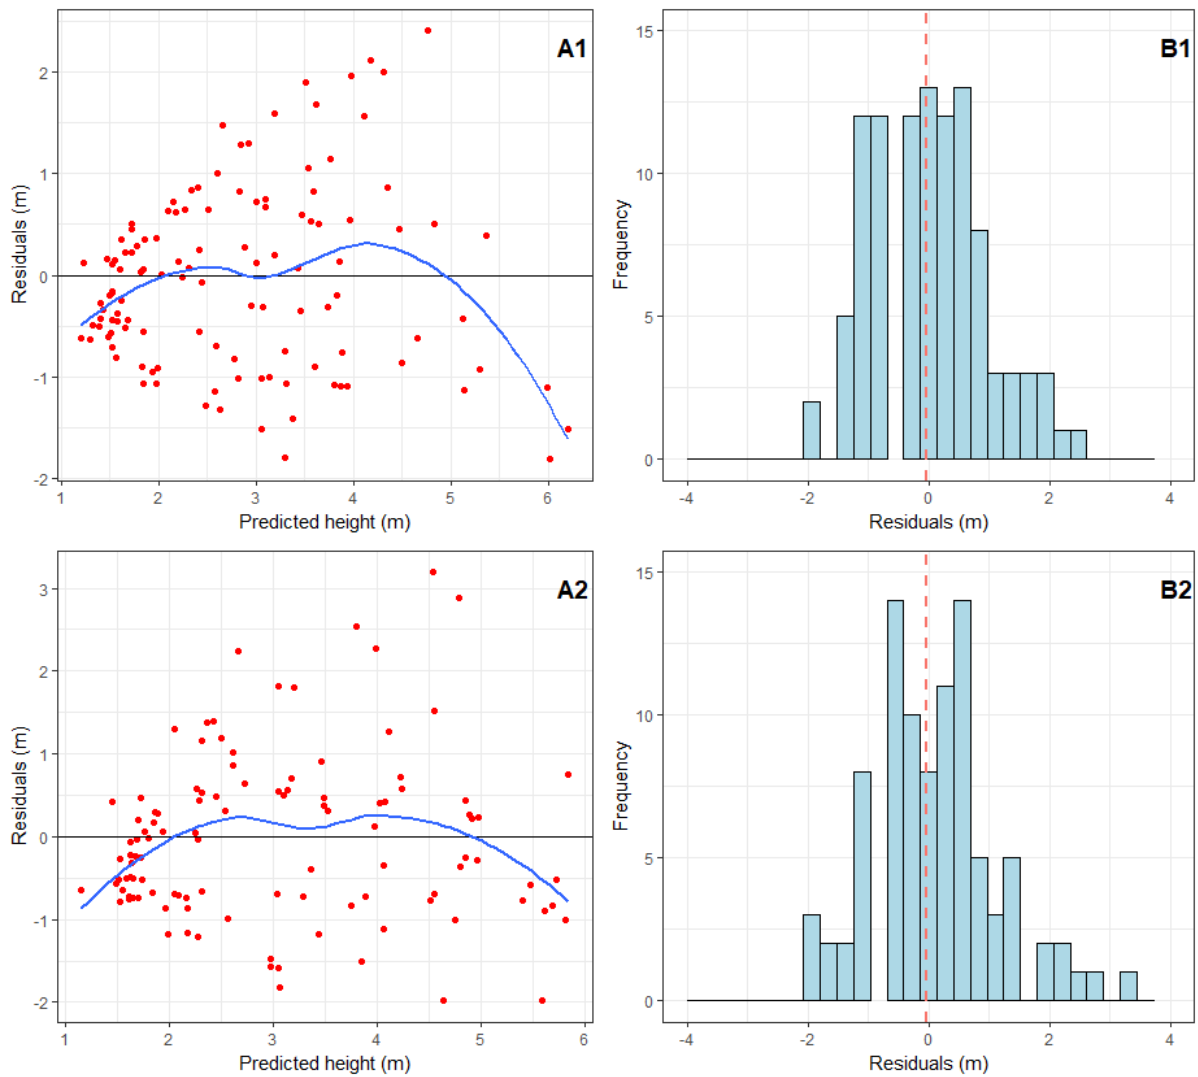 A1
2
1
0
-1
-2
Residuals (m)
1 2 3 4 5 6
Predicted height (m)
B1
15
10
5
0
Frequency
-4 -2 0 2 4
Residuals (m)
A2
3
2
1
0
-1
-2
Residuals (m)
1 2 3 4 5 6
Predicted height (m)
B2
15
10
5
0
Frequency
-4 -2 0 2 4
Residuals (m)